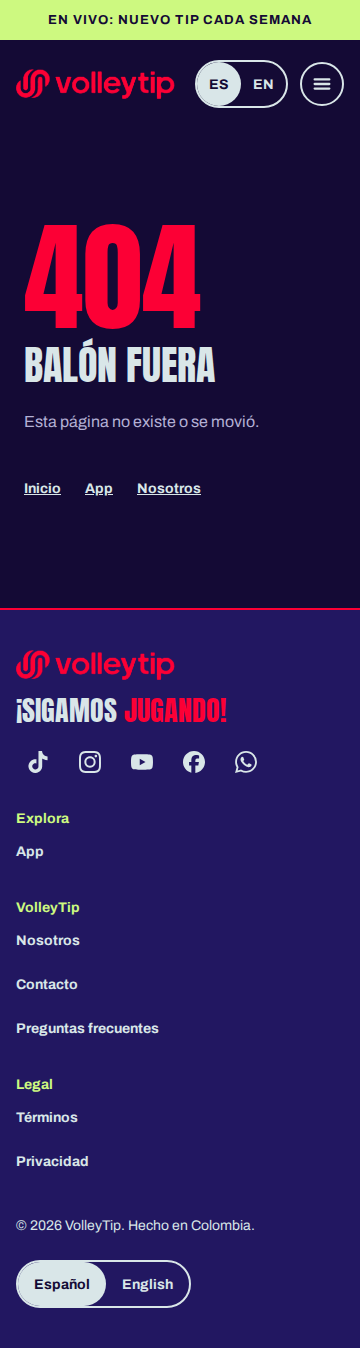 EN VIVO: NUEVO TIP CADA SEMANA
volleytip
ES EN
404
BALÓN FUERA
Esta página no existe o se movió.
Inicio App Nosotros
volleytip
¡SIGAMOS JUGANDO!
Explora
App
VolleyTip
Nosotros
Contacto
Preguntas frecuentes
Legal
Términos
Privacidad
© 2026 VolleyTip. Hecho en Colombia.
Español English